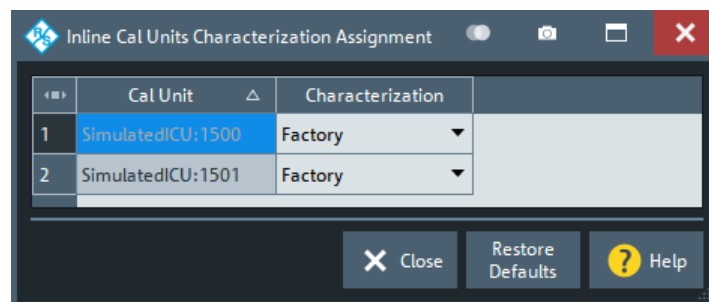 Inline Cal Units Characterization Assignment
Cal Unit Characterization
1 SimulatedICU:1500 Factory
2 SimulatedICU:1501 Factory
Close
Restore
Defaults
? Help